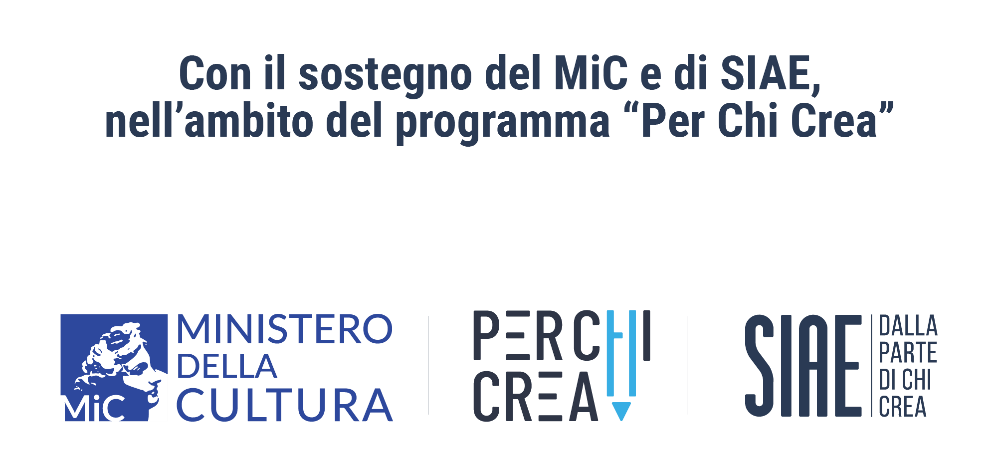 Con il sostegno del MiC e di SIAE,
nell’ambito del programma “Per Chi Crea”
MiC
MINISTERO
DELLA
CULTURA
PER CHI
CREA
SIAE
DALLA
PARTE
DI CHI
CREA